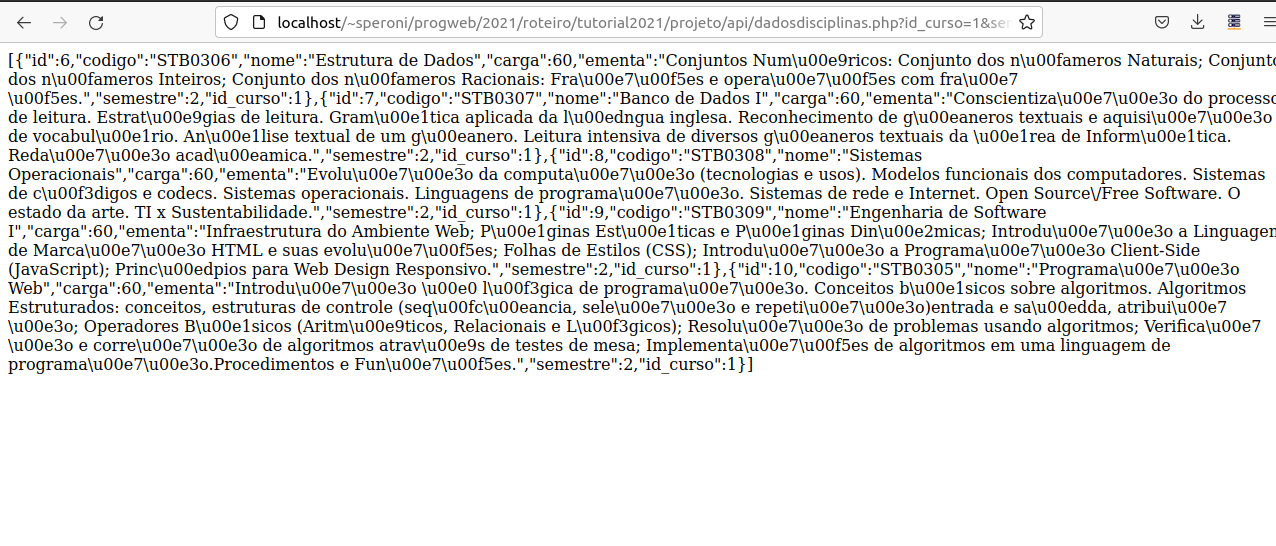 localhost/~speroni/progweb/2021/roteiro/tutorial2021/projeto/api/dadosdisciplinas.php?id_curso=1&se
[{"id":6,"codigo":"STB0306","nome":"Estrutura de Dados","carga":60,"ementa":"Conjuntos Num\u00e9ricos: Conjunto dos n\u00fameros Naturais; Conjunto
dos n\u00fameros Inteiros; Conjunto dos n\u00fameros Racionais: Fra\u00e7\u00f5es e opera\u00e7\u00f5es com fra\u00e7
\u00f5es.","semestre":2,"id_curso":1},{"id":7,"codigo":"STB0307","nome":"Banco de Dados I","carga":60,"ementa":"Conscientiza\u00e7\u00e3o do processo
de leitura. Estrat\u00e9gias de leitura. Gram\u00e1tica aplicada da l\u00edngua inglesa. Reconhecimento de g\u00eaneros textuais e aquisi\u00e7\u00e3o
de vocabul\u00e1rio. An\u00e1lise textual de um g\u00eanero. Leitura intensiva de diversos g\u00eaneros textuais da \u00e1rea de Inform\u00e1tica.
Reda\u00e7\u00e3o acad\u00eamica.","semestre":2,"id_curso":1},{"id":8,"codigo":"STB0308","nome":"Sistemas
Operacionais","carga":60,"ementa":"Evolu\u00e7\u00e3o da computa\u00e7\u00e3o (tecnologias e usos). Modelos funcionais dos computadores. Sistemas
de c\u00f3digos e codecs. Sistemas operacionais. Linguagens de programa\u00e7\u00e3o. Sistemas de rede e Internet. Open Source\/Free Software. O
estado da arte. TI x Sustentabilidade.","semestre":2,"id_curso":1},{"id":9,"codigo":"STB0309","nome":"Engenharia de Software
I","carga":60,"ementa":"Infraestrutura do Ambiente Web; P\u00e1ginas Est\u00e1ticas e P\u00e1ginas Din\u00e2micas; Introdu\u00e7\u00e3o a Linguagem
de Marca\u00e7\u00e3o HTML e suas evolu\u00e7\u00f5es; Folhas de Estilos (CSS); Introdu\u00e7\u00e3o a Programa\u00e7\u00e3o Client-Side
(JavaScript); Princ\u00edpios para Web Design Responsivo.","semestre":2,"id_curso":1},{"id":10,"codigo":"STB0305","nome":"Programa\u00e7\u00e3o
Web","carga":60,"ementa":"Introdu\u00e7\u00e3o \u00e0 l\u00f3gica de programa\u00e7\u00e3o. Conceitos b\u00e1sicos sobre algoritmos. Algoritmos
Estruturados: conceitos, estruturas de controle (seq\u00fc\u00eancia, sele\u00e7\u00e3o e repeti\u00e7\u00e3o)entrada e sa\u00edda, atribui\u00e7
\u00e3o; Operadores B\u00e1sicos (Aritm\u00e9ticos, Relacionais e L\u00f3gicos); Resolu\u00e7\u00e3o de problemas usando algoritmos; Verifica\u00e7
\u00e3o e corre\u00e7\u00e3o de algoritmos atrav\u00e9s de testes de mesa; Implementa\u00e7\u00f5es de algoritmos em uma linguagem de
programa\u00e7\u00e3o.Procedimentos e Fun\u00e7\u00f5es.","semestre":2,"id_curso":1}]